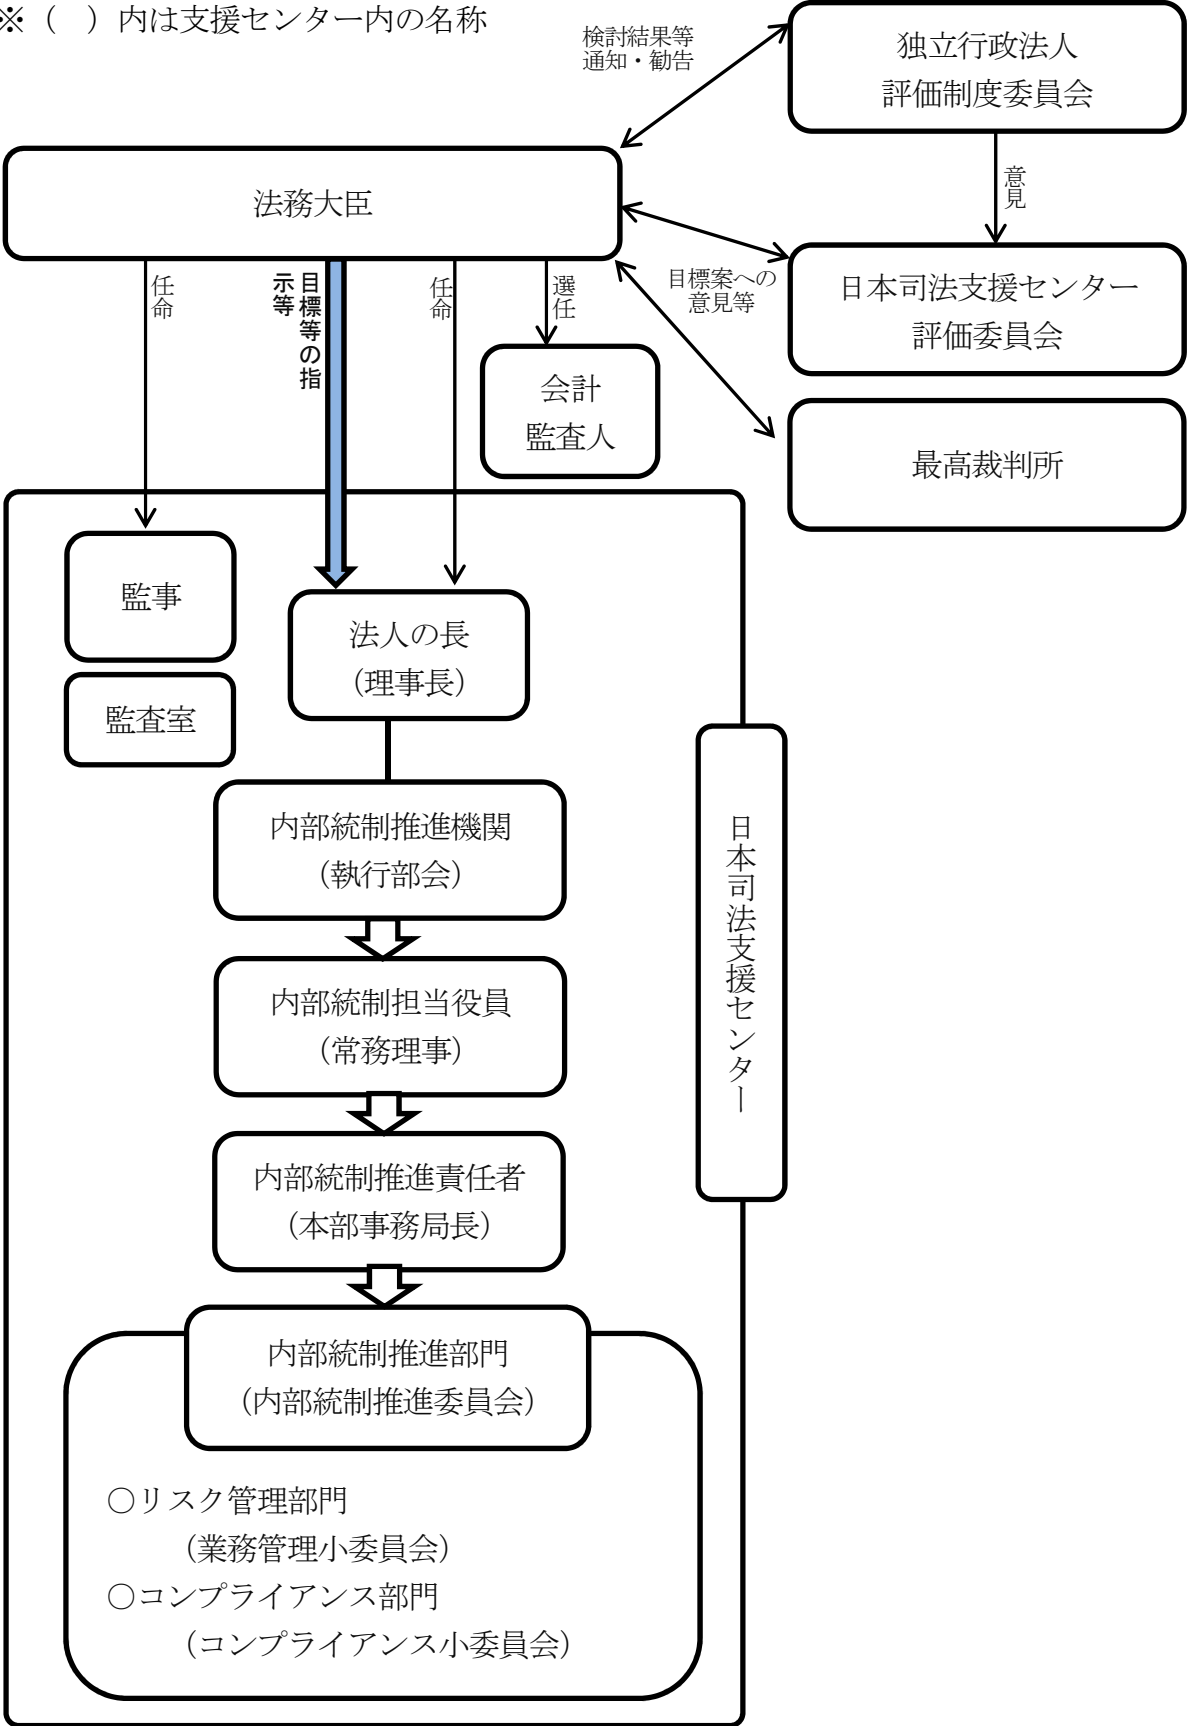 ※（　）内は支援センター内の名称
検討結果等
通知・勧告
独立行政法人
評価制度委員会
意見
法務大臣
任命
目標等の指
示等
任命
選任
目標案への
意見等
日本司法支援センター
評価委員会
会計
監査人
最高裁判所
監事
監査室
法人の長
（理事長）
内部統制推進機関
（執行部会）
内部統制担当役員
（常務理事）
内部統制推進責任者
（本部事務局長）
内部統制推進部門
（内部統制推進委員会）
○リスク管理部門
（業務管理小委員会）
○コンプライアンス部門
（コンプライアンス小委員会）
日本司法支援センター